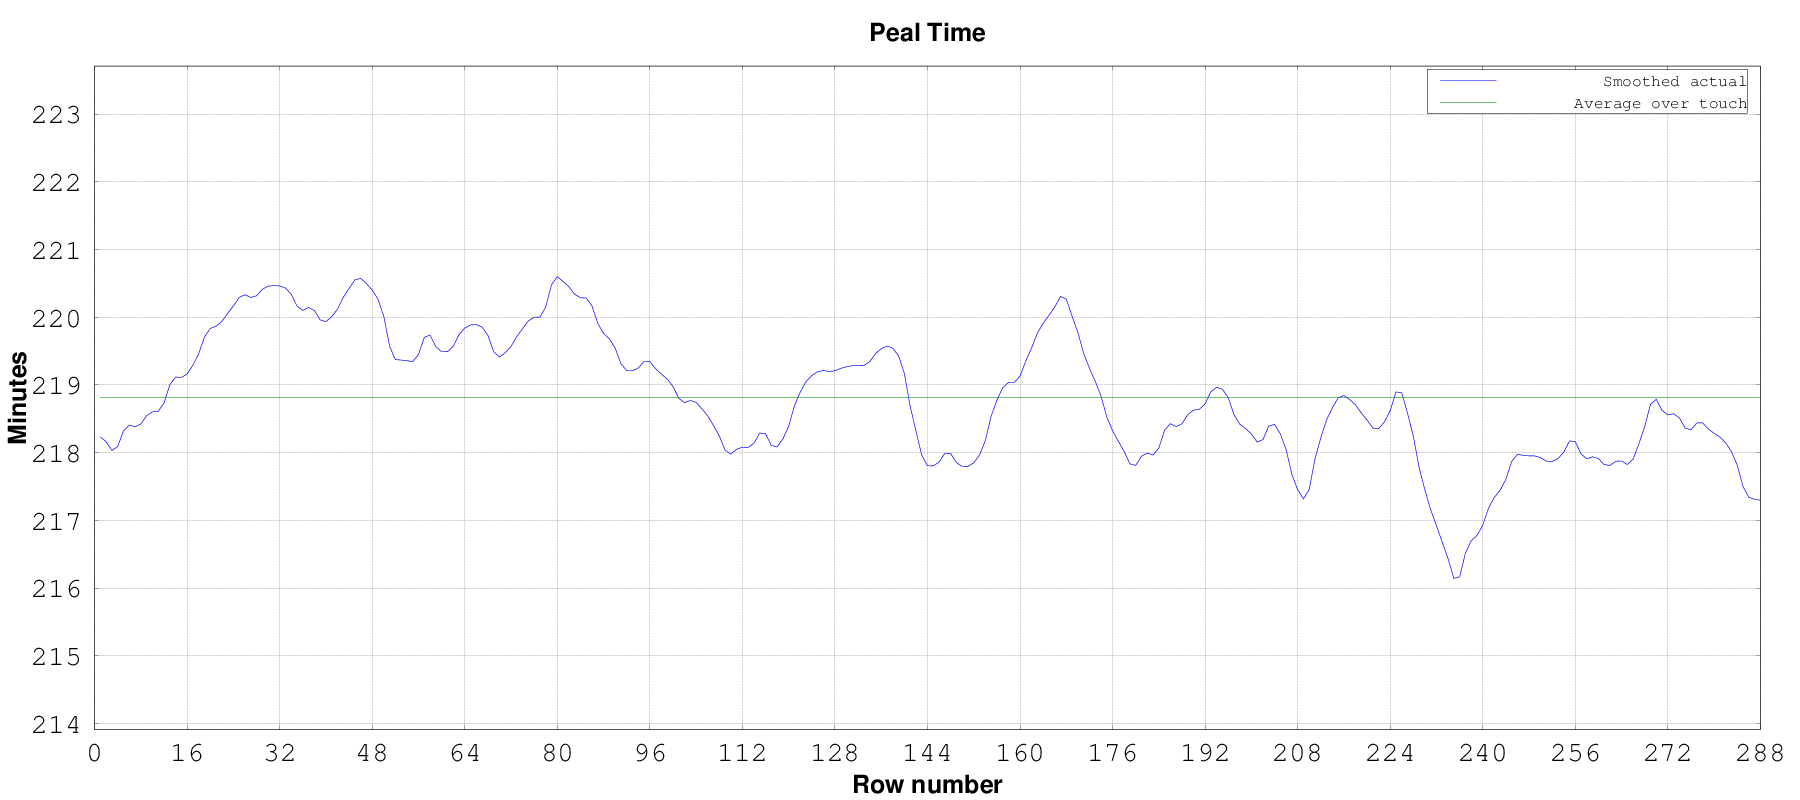 Peal Time
Smoothed actual
Average over touch
223
222
221
220
219
218
217
216
215
214
Minutes
0 16 32 48 64 80 96 112 128 144 160 176 192 208 224 240 256 272 288
Row number